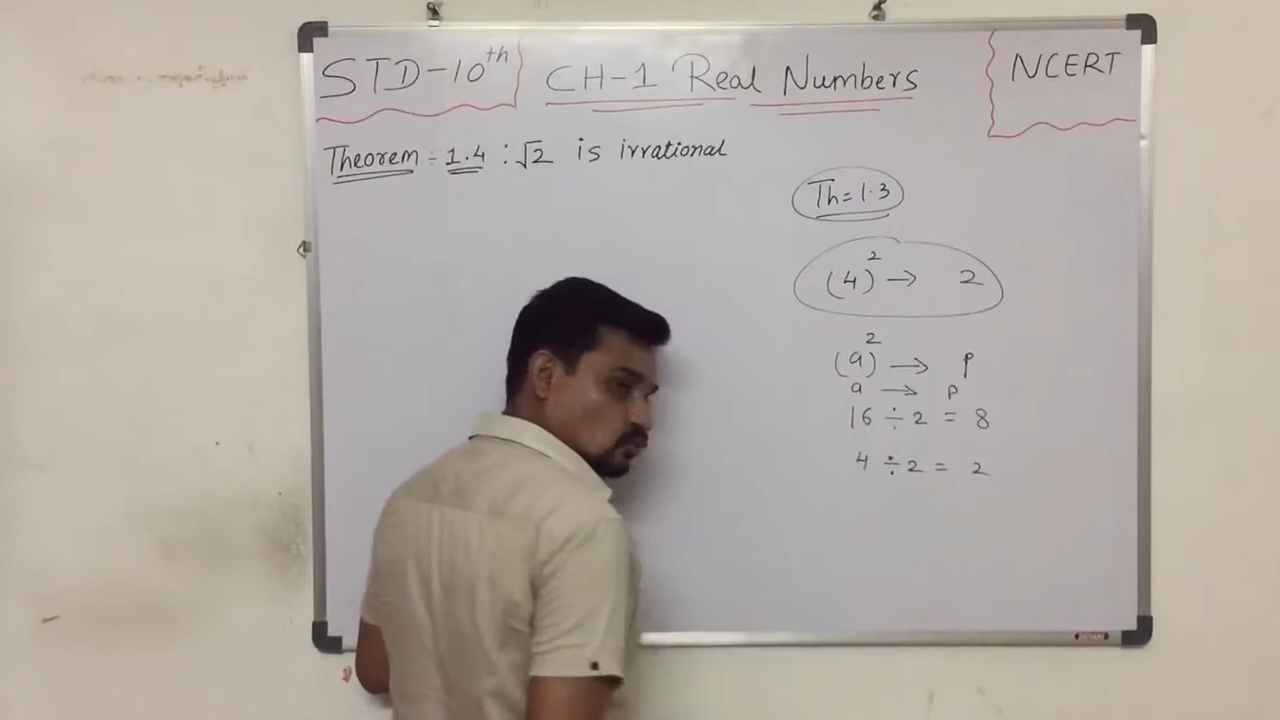 STD-10th CH-1 Real Numbers NCERT
Theorem ÷ 1.4 : √2 is irrational
Th = 1.3
(4)² → 2
(a)² → p
a → p
16 ÷ 2 = 8
4 ÷ 2 = 2